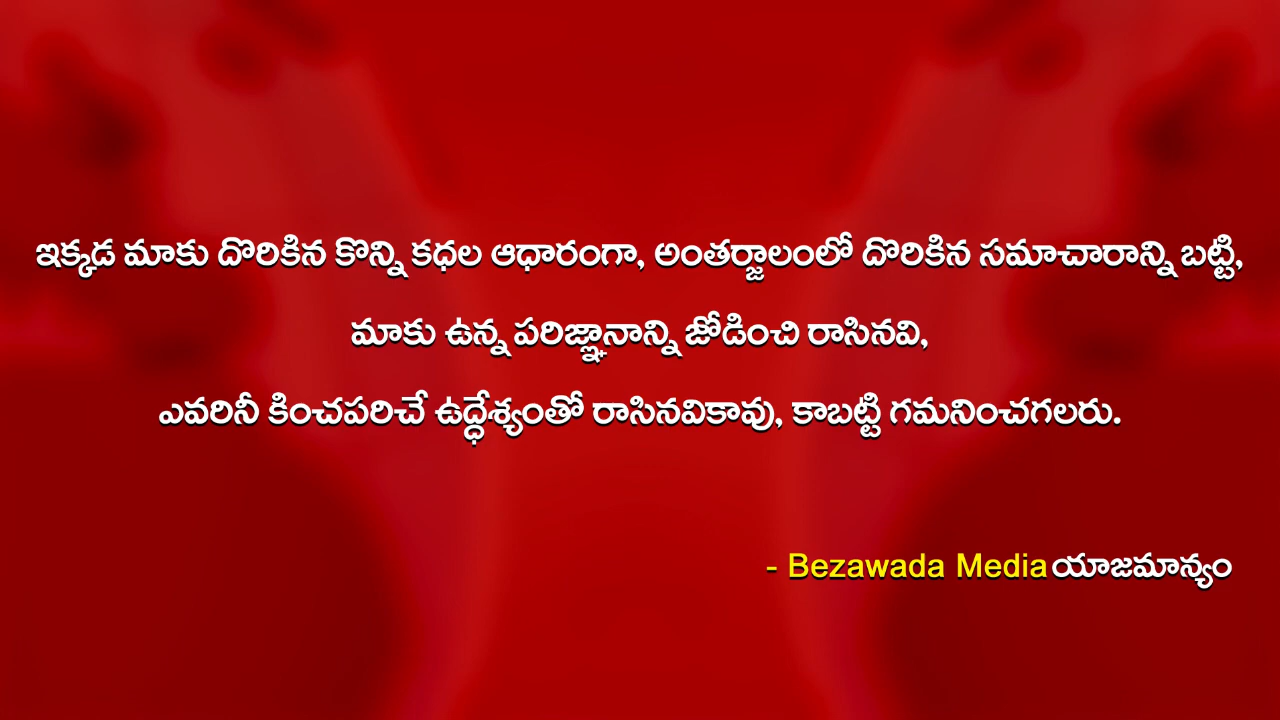 ఇక్కడ మాకు దొరికిన కొన్ని కధల ఆధారంగా, అంతర్జాలంలో దొరికిన సమాచారాన్ని బట్టి,
మాకు ఉన్న పరిజ్ఞానాన్ని జోడించి రాసినవి,
ఎవరినీ కించపరిచే ఉద్ధేశ్యంతో రాసినవికావు, కాబట్టి గమనించగలరు.
- Bezawada Media యాజమాన్యం